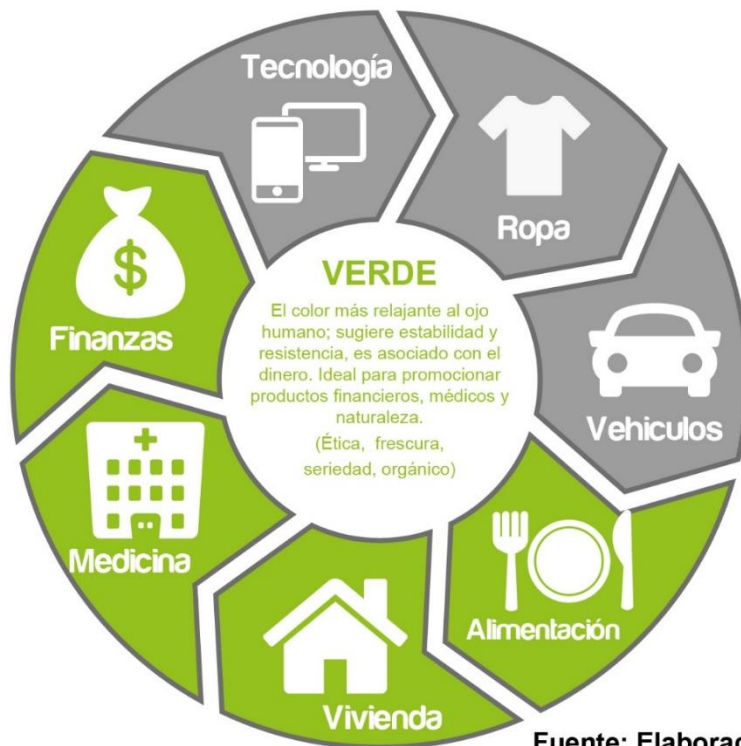 Tecnología
Ropa
Vehiculos
Alimentación
Vivienda
Medicina
$
Finanzas
VERDE
El color más relajante al ojo
humano; sugiere estabilidad y
resistencia, es asociado con el
dinero. Ideal para promocionar
productos financieros, médicos y
naturaleza.
(Ética, frescura,
seriedad, orgánico)
Fuente: